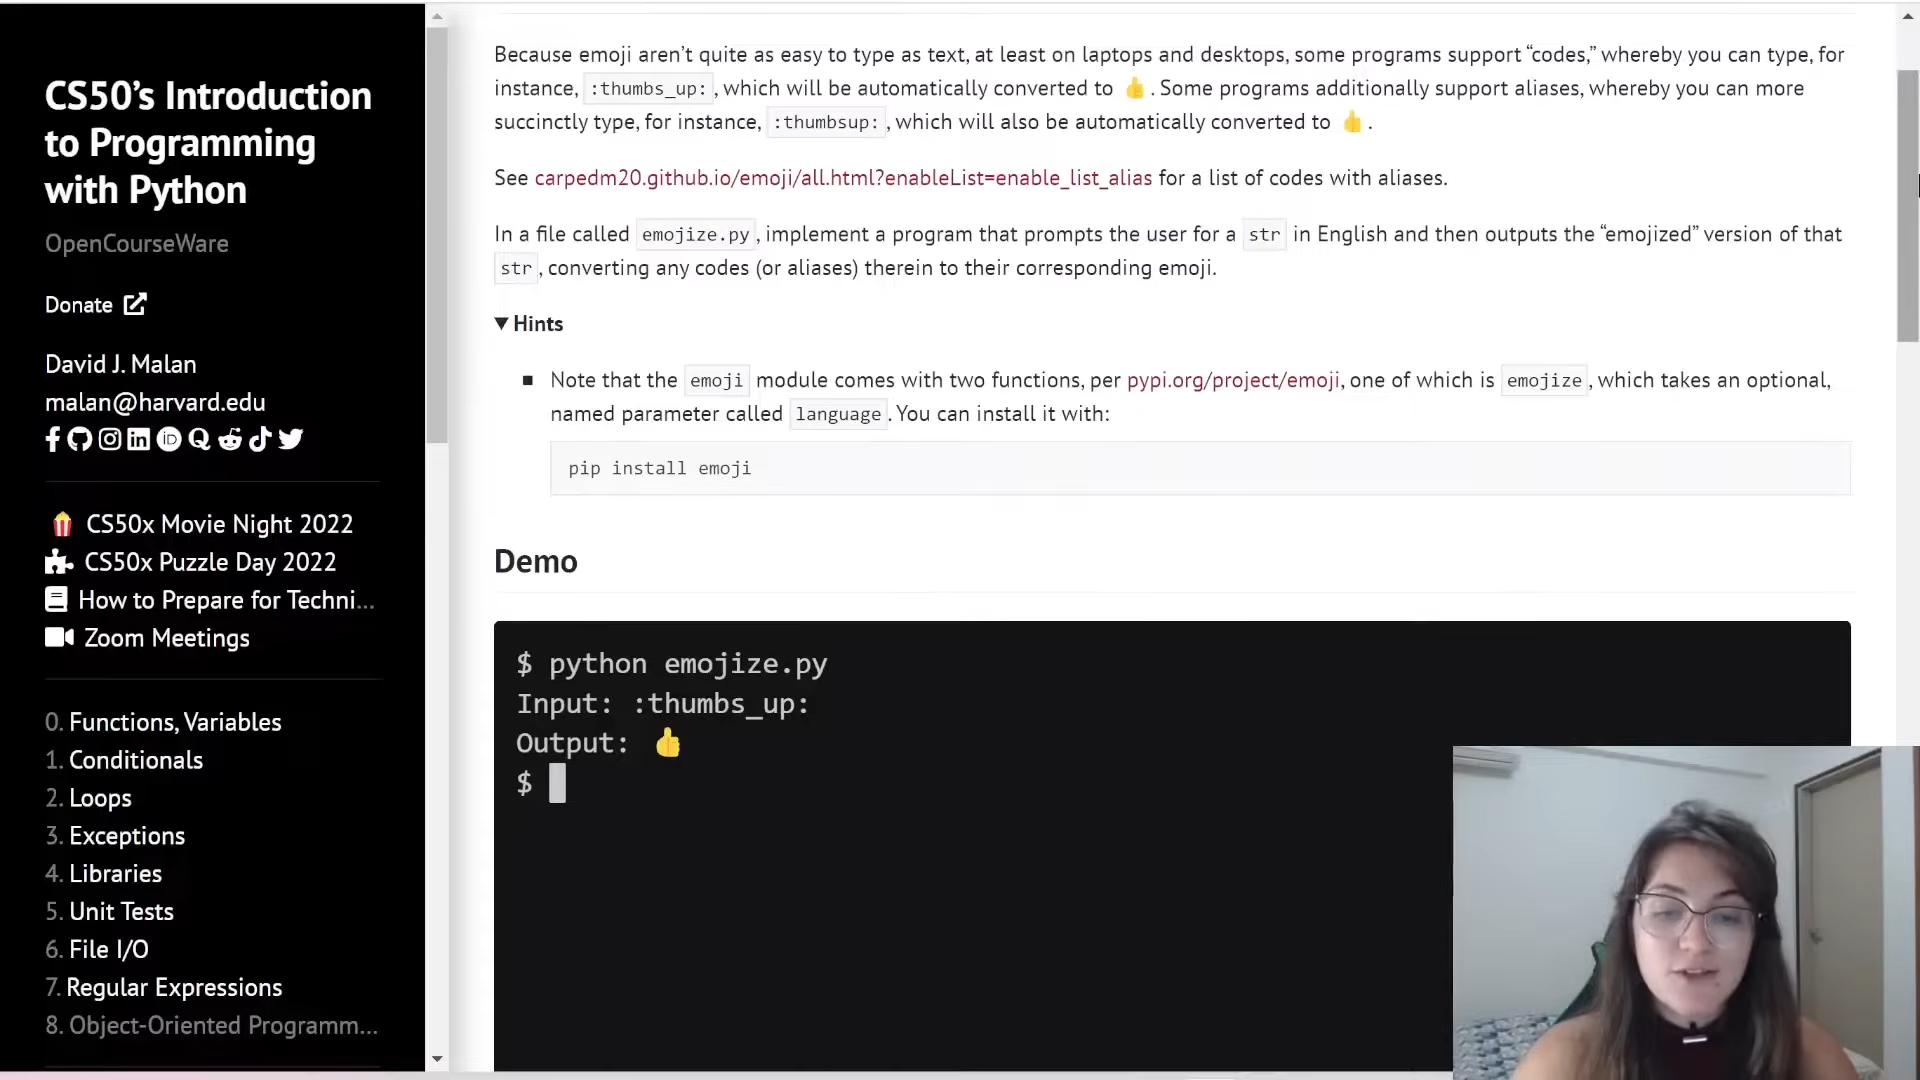 CS50’s Introduction
to Programming
with Python
OpenCourseWare
Donate
David J. Malan
malan@harvard.edu
CS50x Movie Night 2022
CS50x Puzzle Day 2022
How to Prepare for Techni...
Zoom Meetings
0. Functions, Variables
1. Conditionals
2. Loops
3. Exceptions
4. Libraries
5. Unit Tests
6. File I/O
7. Regular Expressions
8. Object-Oriented Programm...
Because emoji aren’t quite as easy to type as text, at least on laptops and desktops, some programs support “codes,” whereby you can type, for
instance, :thumbs_up: , which will be automatically converted to 👍 . Some programs additionally support aliases, whereby you can more
succinctly type, for instance, :thumbsup: , which will also be automatically converted to 👍 .
See carpedm20.github.io/emoji/all.html?enableList=enable_list_alias for a list of codes with aliases.
In a file called emojize.py , implement a program that prompts the user for a str in English and then outputs the “emojized” version of that
str , converting any codes (or aliases) therein to their corresponding emoji.
▼ Hints
Note that the emoji module comes with two functions, per pypi.org/project/emoji, one of which is emojize , which takes an optional,
named parameter called language . You can install it with:
pip install emoji
Demo
$ python emojize.py
Input: :thumbs_up:
Output: 👍
$